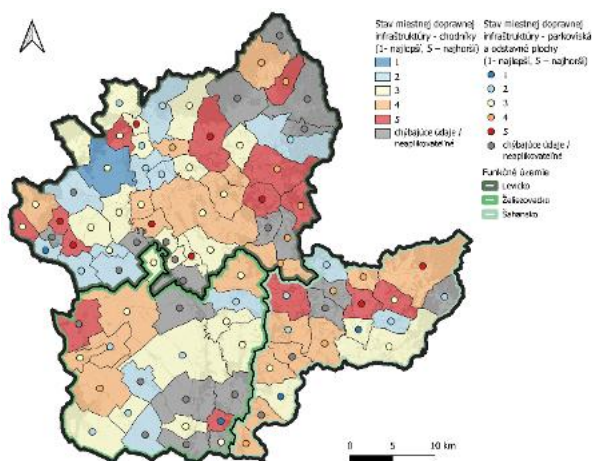 Stav miestnej dopravnej
infraštruktúry - chodníky
(1- najlepší, 5 – najhorší)
1
2
3
4
5
chýbajúce údaje /
neaplikovateľné
Stav miestnej dopravnej
infraštruktúry - parkoviská
a odstavné plochy
(1- najlepší, 5 – najhorší)
1
2
3
4
5
chýbajúce údaje /
neaplikovateľné
Funkčné územie
Levicko
Želiezovsko
Šahansko
0 5 10 km